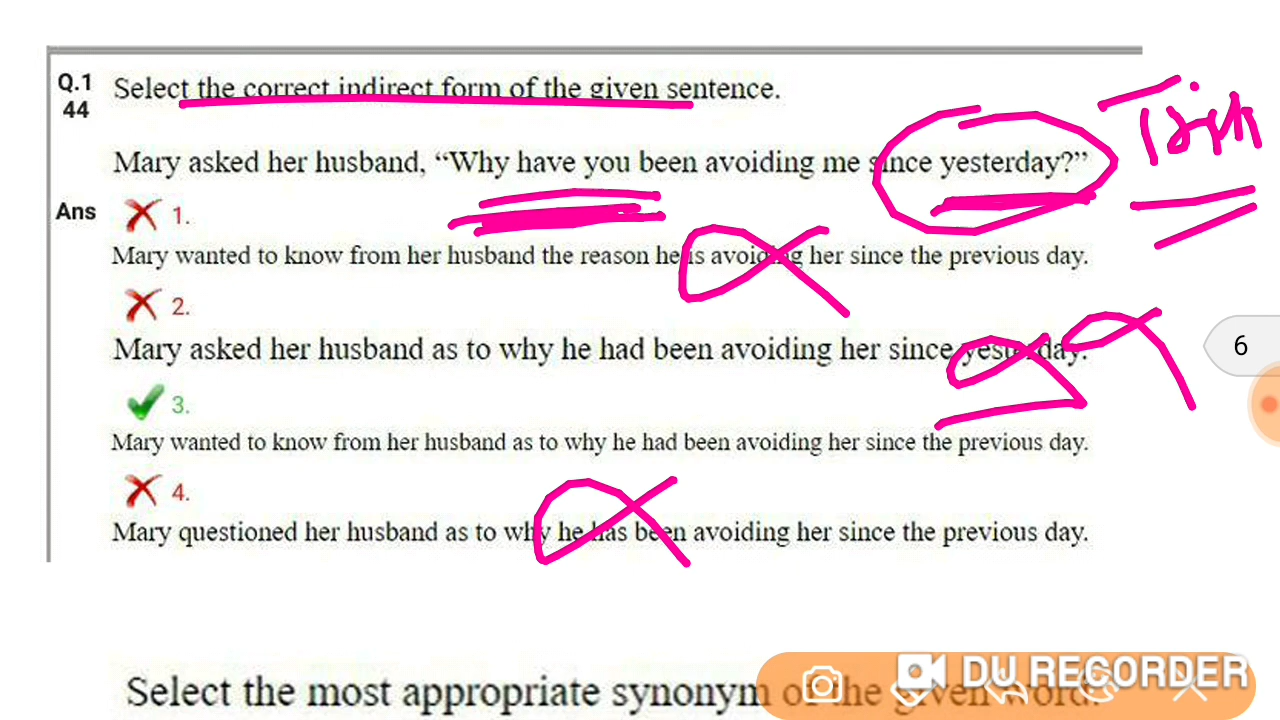 Q.1 Select the correct indirect form of the given sentence.
44
Mary asked her husband, “Why have you been avoiding me since yesterday?”
Trick
Ans 1.
Mary wanted to know from her husband the reason he is avoiding her since the previous day.
2.
Mary asked her husband as to why he had been avoiding her since yesterday.
6
3.
Mary wanted to know from her husband as to why he had been avoiding her since the previous day.
4.
Mary questioned her husband as to why he has been avoiding her since the previous day.
Select the most appropriate synonym of the given word.
DU RECORDER